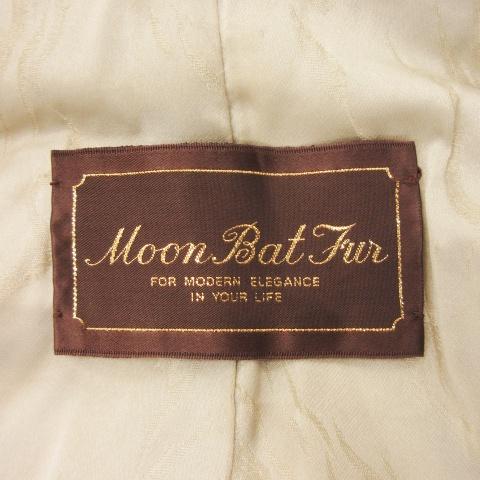 Moon Bat Fur
FOR MODERN ELEGANCE
IN YOUR LIFE